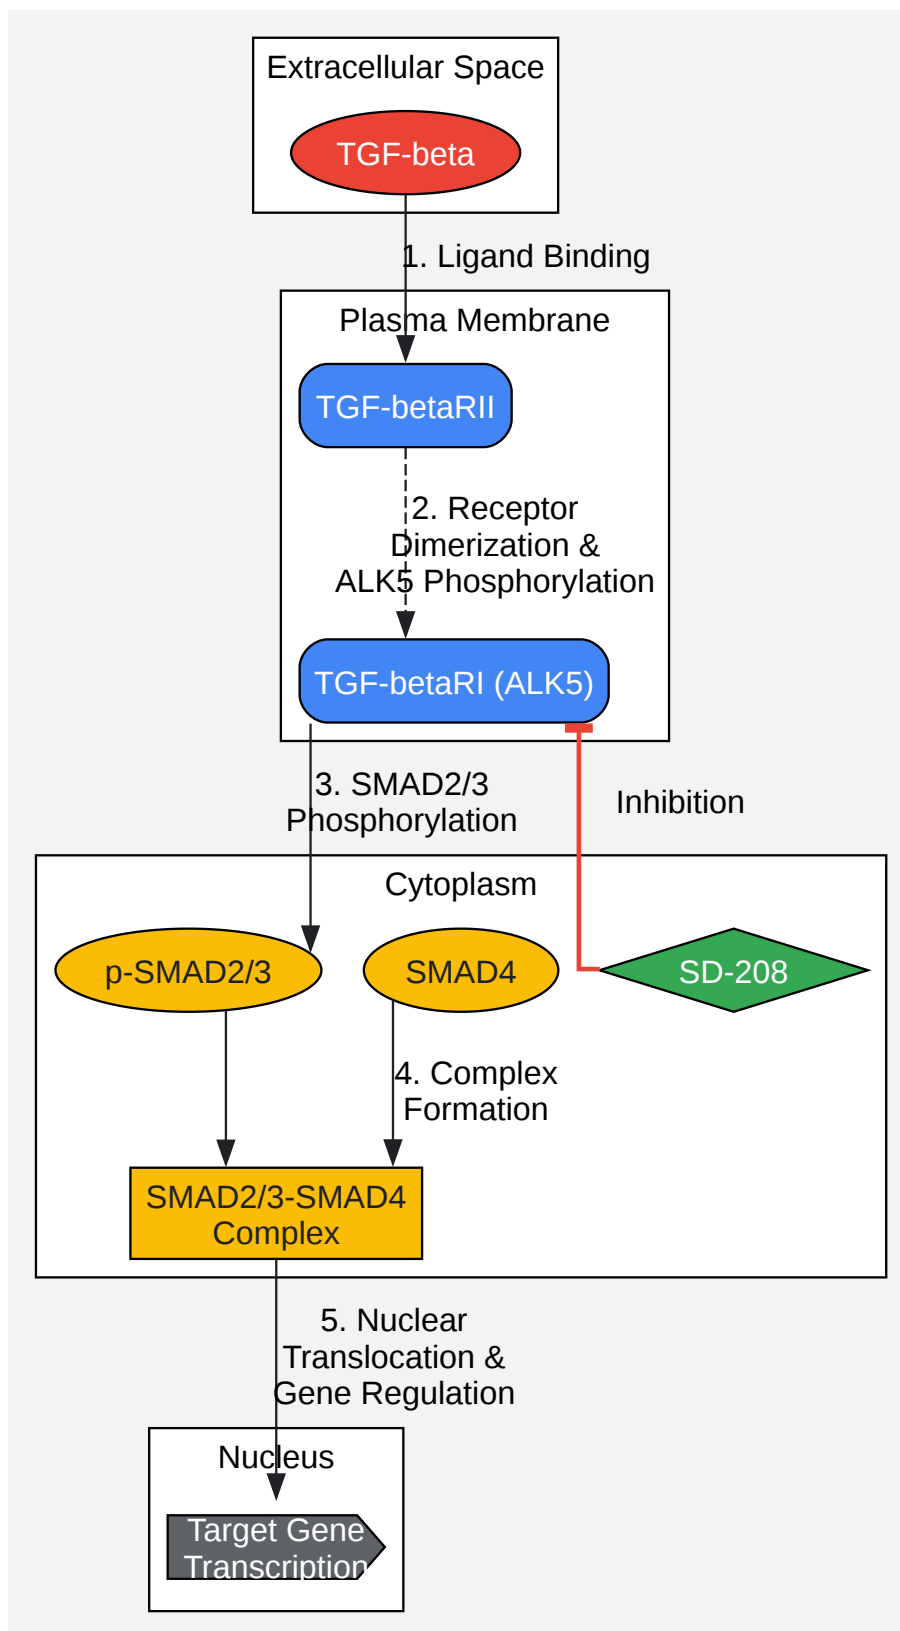 Extracellular Space
TGF-beta
1. Ligand Binding
Plasma Membrane
TGF-betaRII
2. Receptor
Dimerization &
ALK5 Phosphorylation
TGF-betaRI (ALK5)
3. SMAD2/3
Phosphorylation
Inhibition
Cytoplasm
p-SMAD2/3
SMAD4
SD-208
4. Complex
Formation
SMAD2/3-SMAD4
Complex
5. Nuclear
Translocation &
Gene Regulation
Nucleus
Target Gene
Transcription